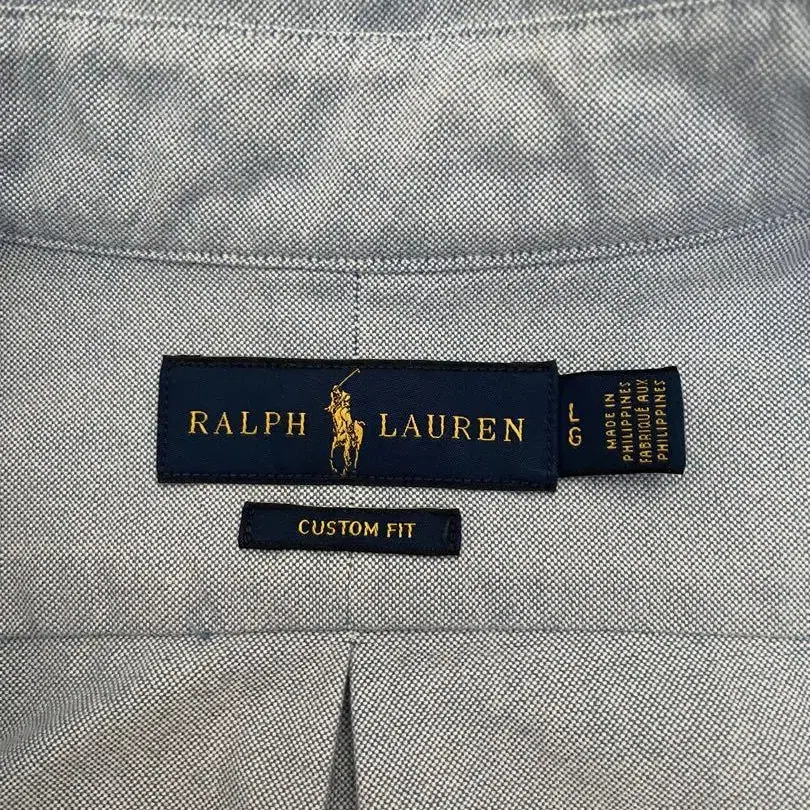 RALPH LAUREN
L
G
MADE IN
PHILIPPINES
FABRIQUÉ AUX
PHILIPPINES
CUSTOM FIT